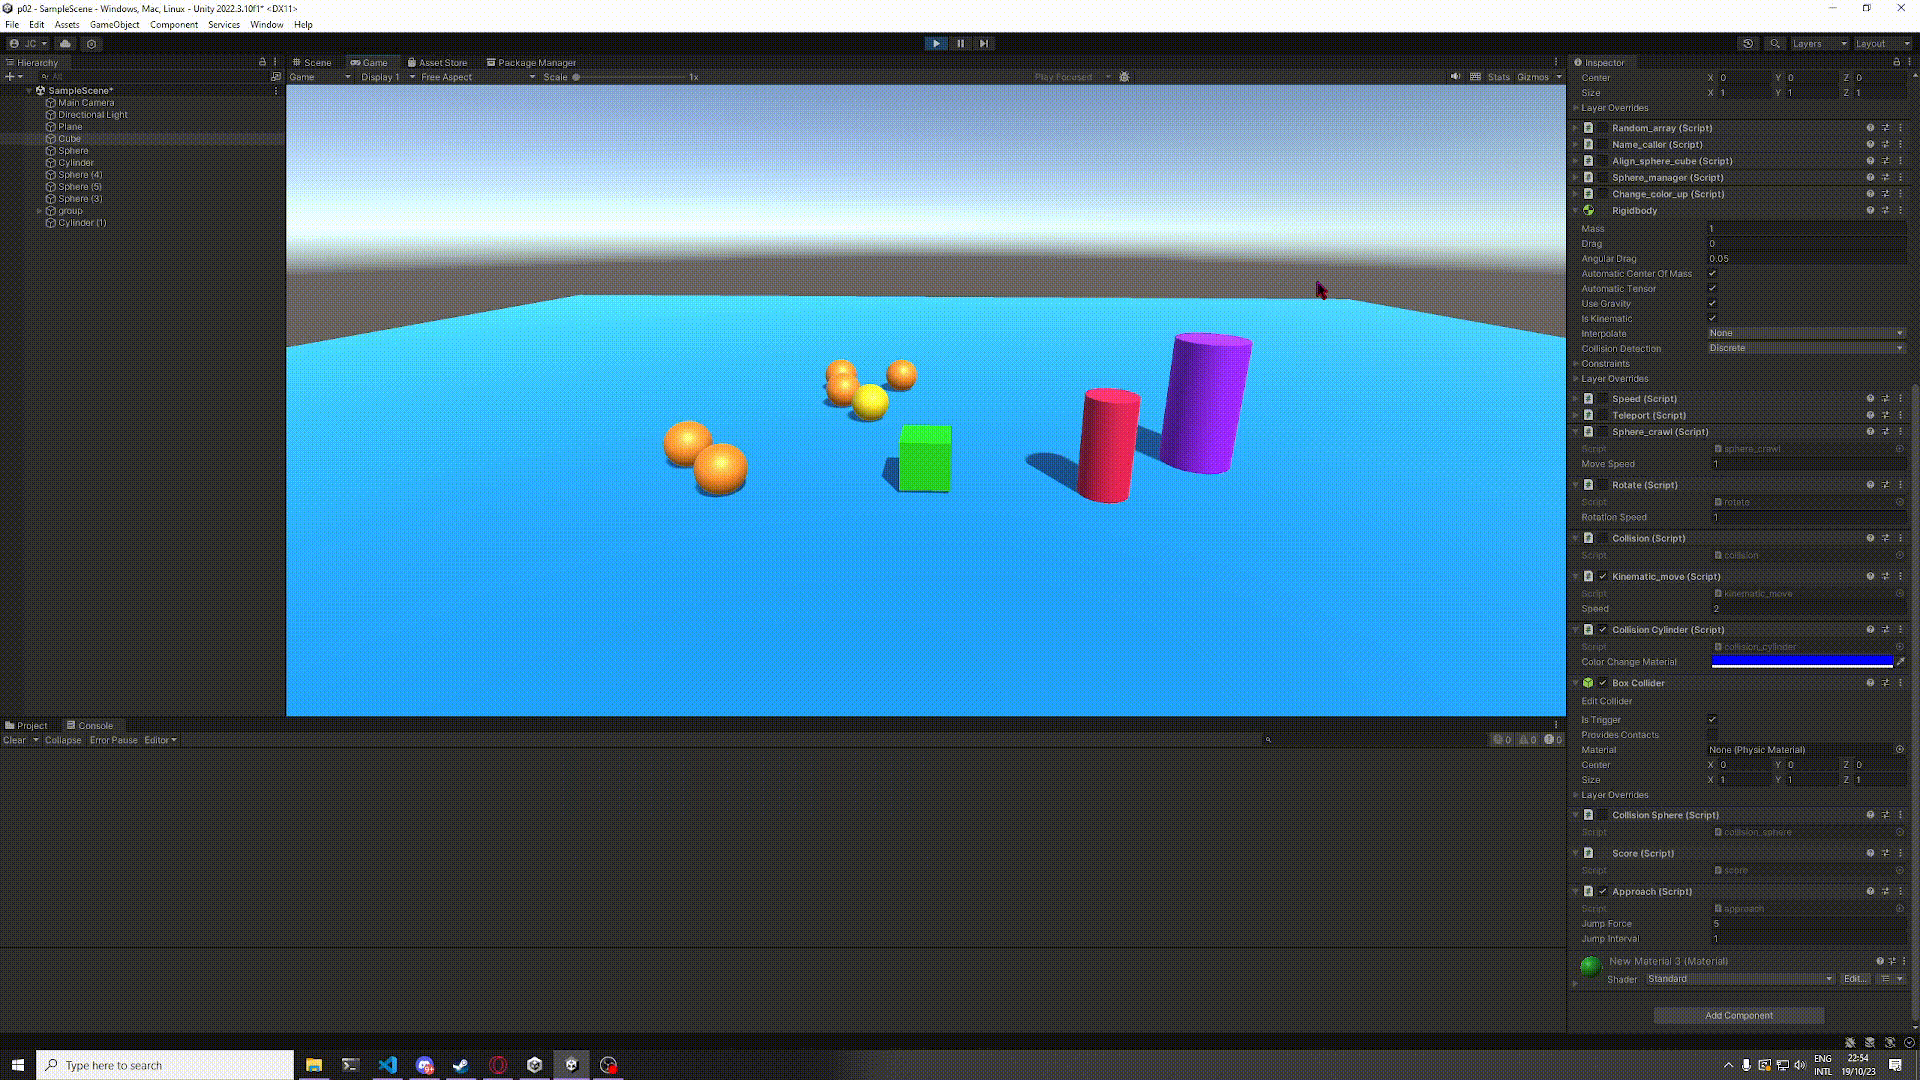 p02 - SampleScene - Windows, Mac, Linux - Unity 2022.3.10f1* <DX11>
File Edit Assets GameObject Component Services Window Help
JC
Layers
Layout
Hierarchy
All
SampleScene*
Main Camera
Directional Light
Plane
Cube
Sphere
Cylinder
Sphere (4)
Sphere (5)
Sphere (3)
group
Cylinder (1)
Scene Game Asset Store Package Manager
Game Display 1 Free Aspect Scale 1x Play Focused Stats Gizmos
Inspector
Center X 0 Y 0 Z 0
Size X 1 Y 1 Z 1
Layer Overrides
Random_array (Script)
Name_caller (Script)
Align_sphere_cube (Script)
Sphere_manager (Script)
Change_color_up (Script)
Rigidbody
Mass 1
Drag 0
Angular Drag 0.05
Automatic Center Of Mass
Automatic Tensor
Use Gravity
Is Kinematic
Interpolate None
Collision Detection Discrete
Constraints
Layer Overrides
Speed (Script)
Teleport (Script)
Sphere_crawl (Script)
Script sphere_crawl
Move Speed 1
Rotate (Script)
Script rotate
Rotation Speed 1
Collision (Script)
Script collision
Kinematic_move (Script)
Script kinematic_move
Speed 2
Collision Cylinder (Script)
Script collision_cylinder
Color Change Material
Box Collider
Edit Collider
Is Trigger
Provides Contacts
Material None (Physic Material)
Center X 0 Y 0 Z 0
Size X 1 Y 1 Z 1
Layer Overrides
Collision Sphere (Script)
Script collision_sphere
Score (Script)
Script score
Approach (Script)
Script approach
Jump Force 5
Jump Interval 1
New Material 3 (Material)
Shader Standard Edit...
Add Component
Project Console
Clear Collapse Error Pause Editor 0 0 0
Type here to search
ENG
INTL
22:54
19/10/23